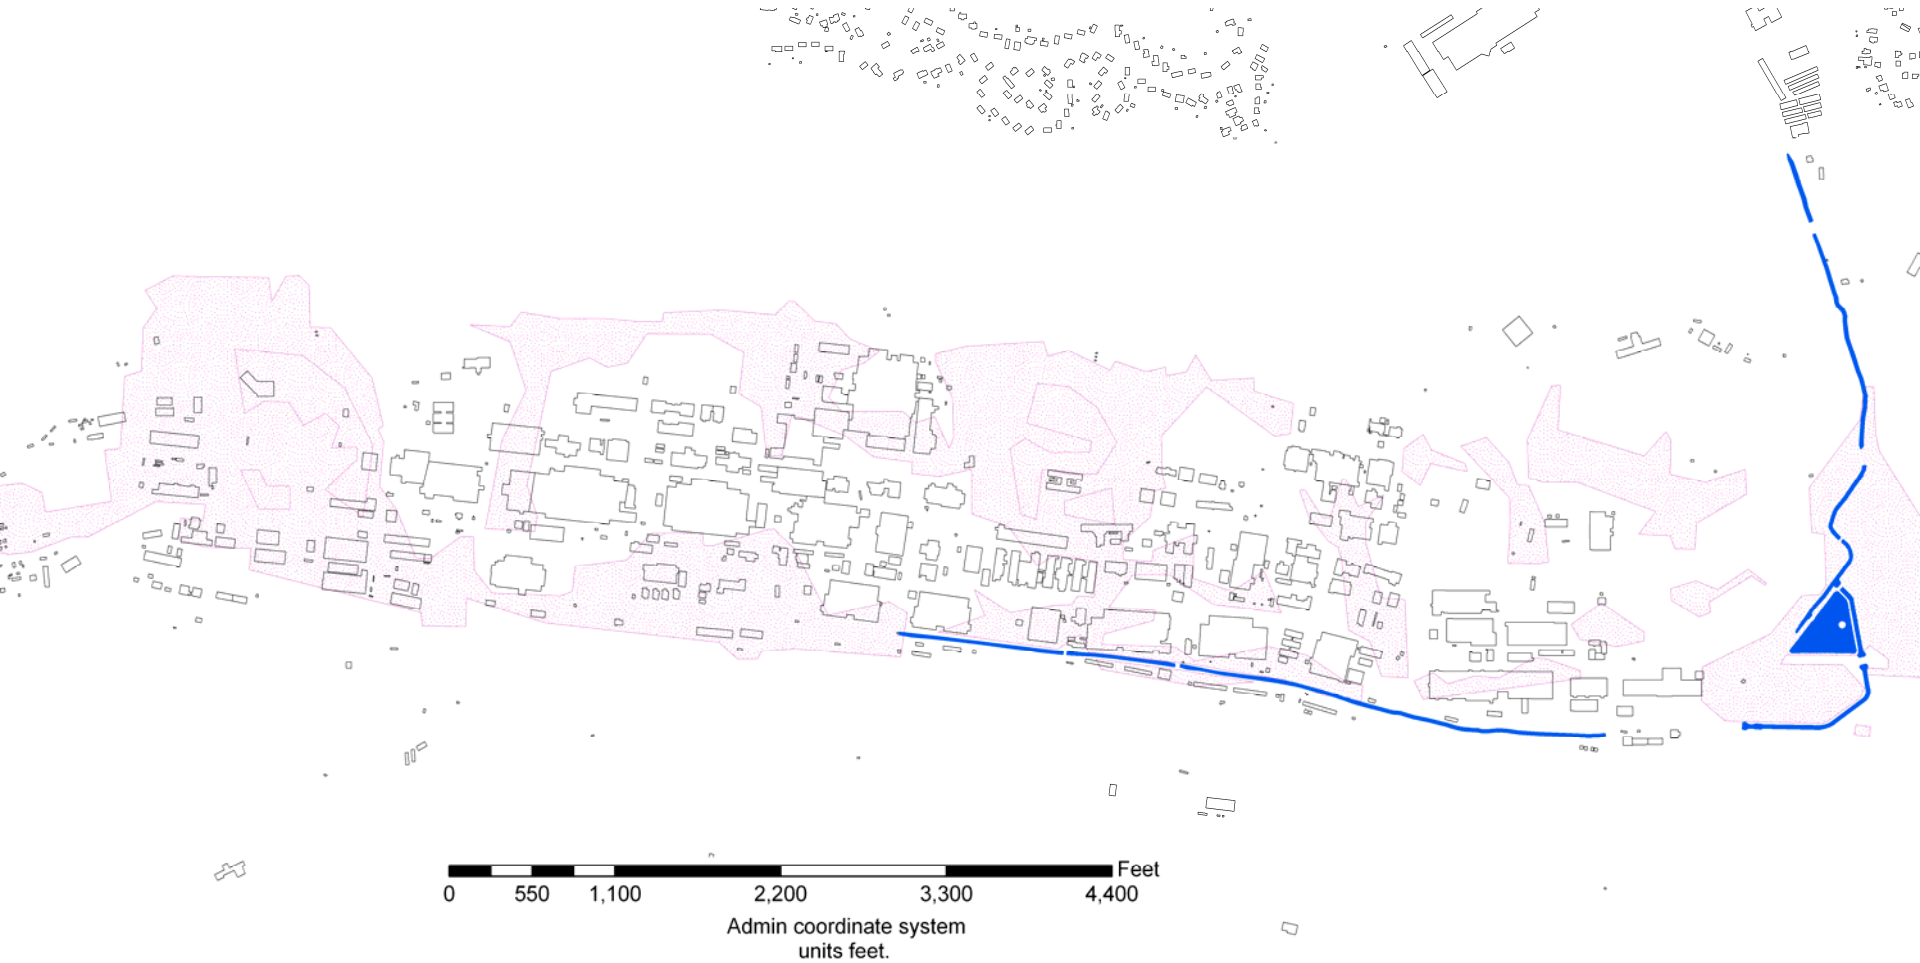 Feet
0 550 1,100 2,200 3,300 4,400
Admin coordinate system
units feet.